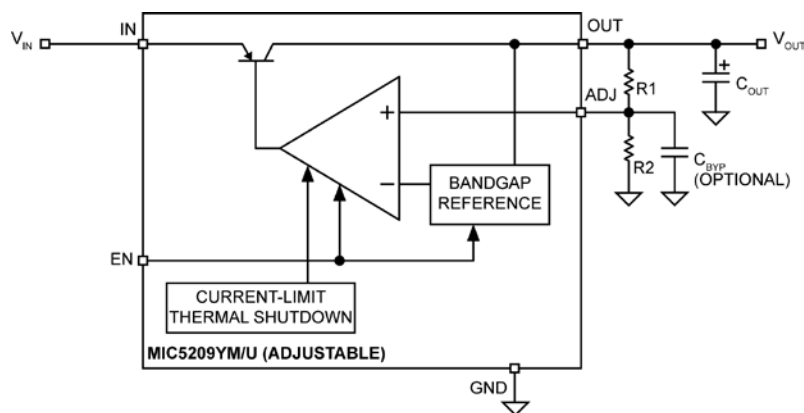 IN
OUT
VIN
VOUT
R1
COUT
ADJ
+
+
R2
CBYP
(OPTIONAL)
−
BANDGAP
REFERENCE
EN
CURRENT-LIMIT
THERMAL SHUTDOWN
MIC5209YM/U (ADJUSTABLE)
GND